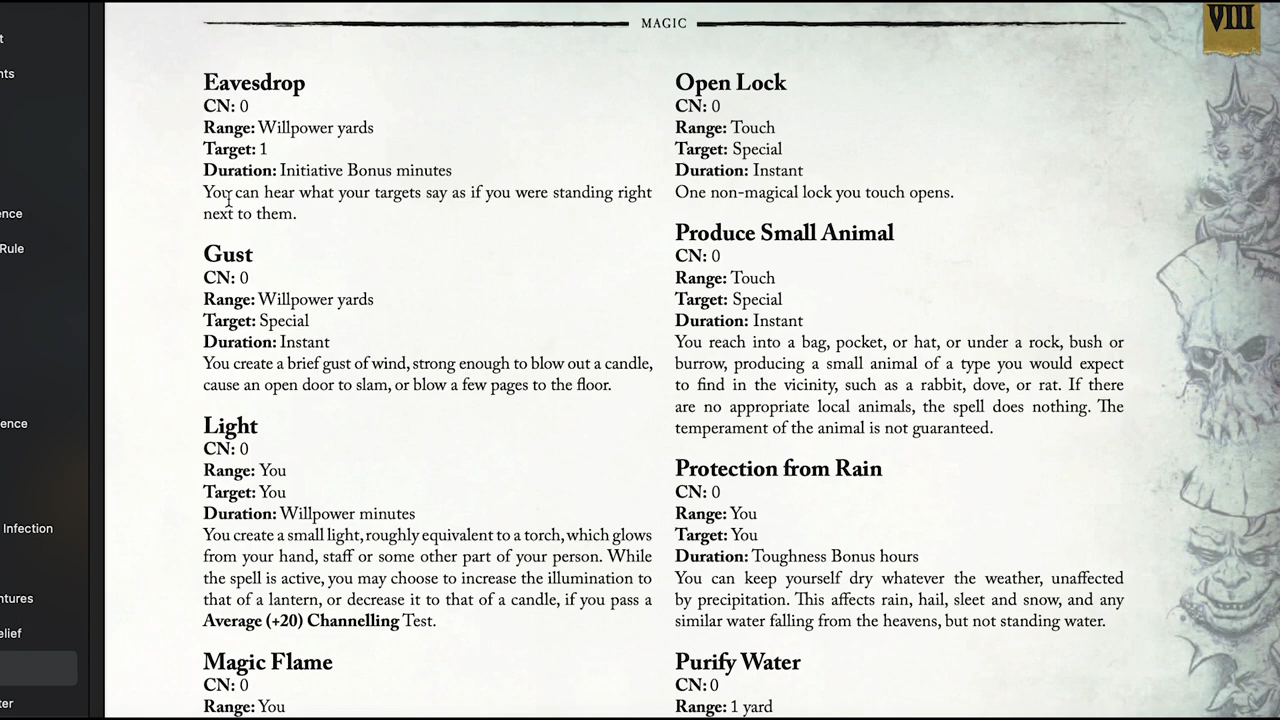 MAGIC
VIII
t
nts
ence
Rule
ence
Infection
ntures
elief
ter
Eavesdrop
CN: 0
Range: Willpower yards
Target: 1
Duration: Initiative Bonus minutes
You can hear what your targets say as if you were standing right
next to them.
Gust
CN: 0
Range: Willpower yards
Target: Special
Duration: Instant
You create a brief gust of wind, strong enough to blow out a candle,
cause an open door to slam, or blow a few pages to the floor.
Light
CN: 0
Range: You
Target: You
Duration: Willpower minutes
You create a small light, roughly equivalent to a torch, which glows
from your hand, staff or some other part of your person. While
the spell is active, you may choose to increase the illumination to
that of a lantern, or decrease it to that of a candle, if you pass a
Average (+20) Channelling Test.
Magic Flame
CN: 0
Range: You
Open Lock
CN: 0
Range: Touch
Target: Special
Duration: Instant
One non-magical lock you touch opens.
Produce Small Animal
CN: 0
Range: Touch
Target: Special
Duration: Instant
You reach into a bag, pocket, or hat, or under a rock, bush or
burrow, producing a small animal of a type you would expect
to find in the vicinity, such as a rabbit, dove, or rat. If there
are no appropriate local animals, the spell does nothing. The
temperament of the animal is not guaranteed.
Protection from Rain
CN: 0
Range: You
Target: You
Duration: Toughness Bonus hours
You can keep yourself dry whatever the weather, unaffected
by precipitation. This affects rain, hail, sleet and snow, and any
similar water falling from the heavens, but not standing water.
Purify Water
CN: 0
Range: 1 yard